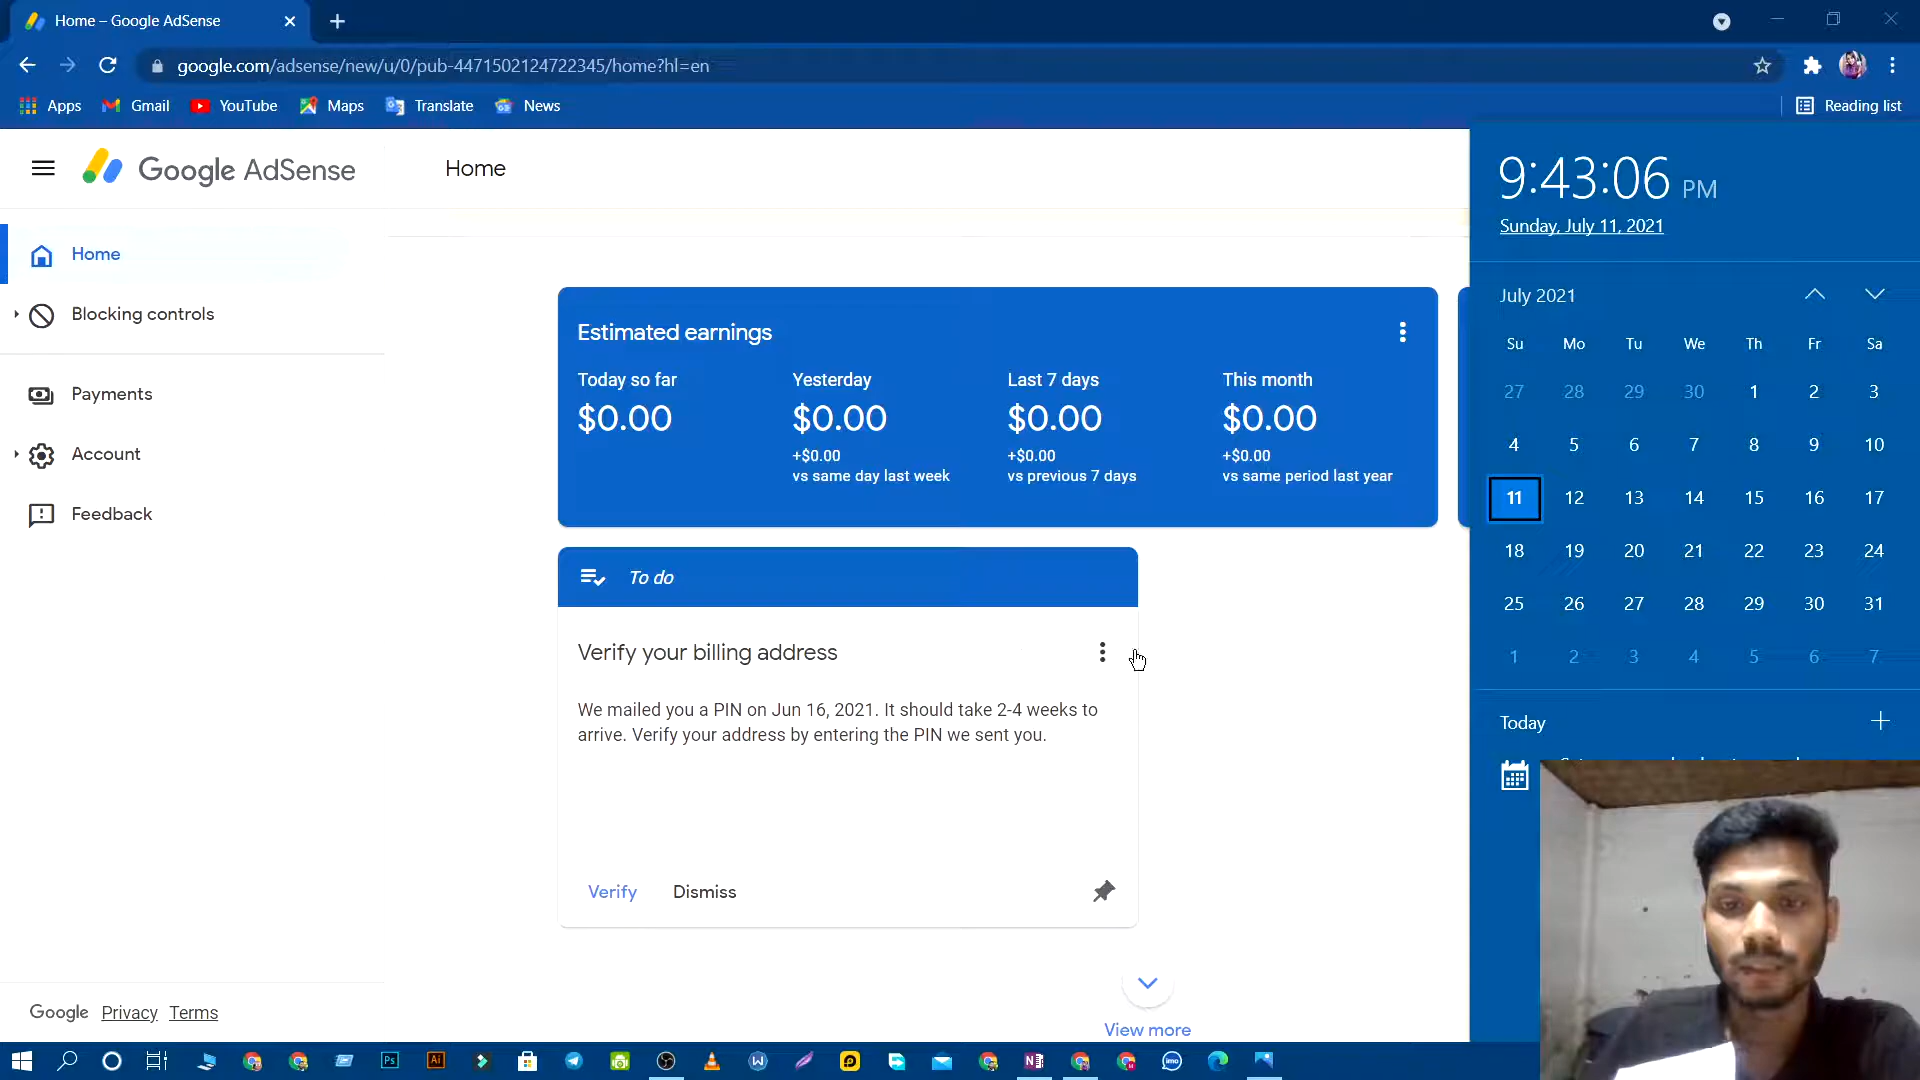 Home – Google AdSense
google.com/adsense/new/u/0/pub-4471502124722345/home?hl=en
Apps Gmail YouTube Maps Translate News Reading list
Google AdSense
Home
Home
Blocking controls
Payments
Account
Feedback
Google Privacy Terms
Estimated earnings
Today so far Yesterday Last 7 days This month
$0.00 $0.00 $0.00 $0.00
+$0.00 +$0.00 +$0.00
vs same day last week vs previous 7 days vs same period last year
To do
Verify your billing address
We mailed you a PIN on Jun 16, 2021. It should take 2-4 weeks to
arrive. Verify your address by entering the PIN we sent you.
Verify Dismiss
View more
9:43:06 PM
Sunday, July 11, 2021
July 2021
Su Mo Tu We Th Fr Sa
27 28 29 30 1 2 3
4 5 6 7 8 9 10
11 12 13 14 15 16 17
18 19 20 21 22 23 24
25 26 27 28 29 30 31
1 2 3 4 5 6 7
Today
Ps Ai imo